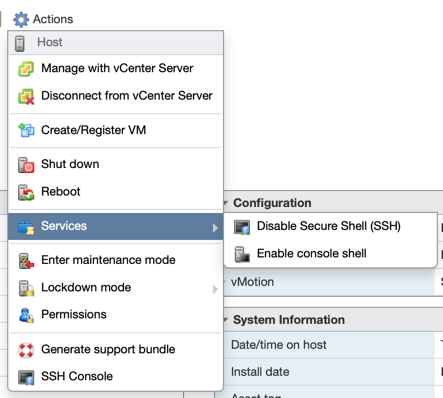 Actions
Host
Manage with vCenter Server
Disconnect from vCenter Server
Create/Register VM
Shut down
Reboot
Services
Enter maintenance mode
Lockdown mode
Permissions
Generate support bundle
SSH Console
Configuration
Disable Secure Shell (SSH)
Enable console shell
vMotion
System Information
Date/time on host
Install date